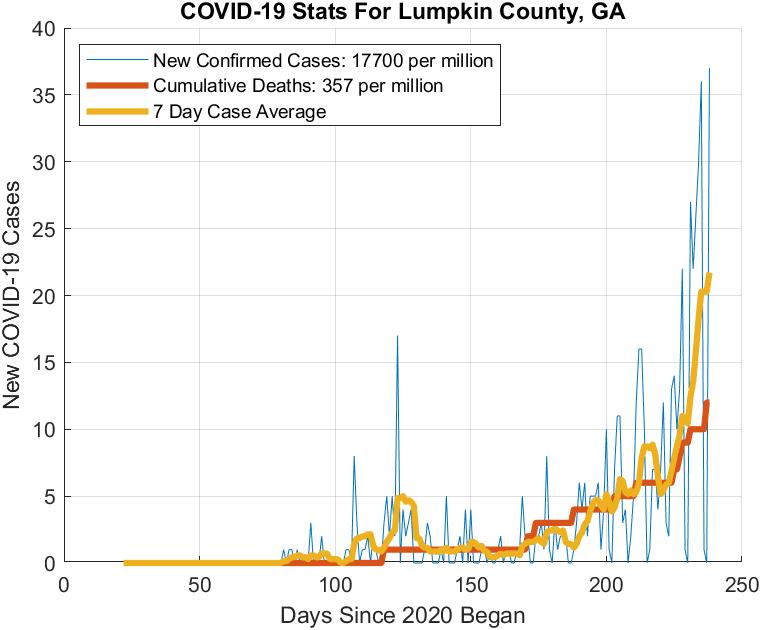 COVID-19 Stats For Lumpkin County, GA
New Confirmed Cases: 17700 per million
Cumulative Deaths: 357 per million
7 Day Case Average
New COVID-19 Cases
40
35
30
25
20
15
10
5
0
0 50 100 150 200 250
Days Since 2020 Began